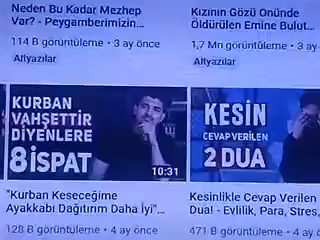 Neden Bu Kadar Mezhep
Var? - Peygamberimizin...
114 B görüntüleme • 3 ay önce
Altyazılar
Kızının Gözü Önünde
Öldürülen Emine Bulut...
1,7 Mn görüntüleme • 3 ay önce
Altyazılar
KURBAN
VAHŞETTİR
DİYENLERE
8 İSPAT
10:31
"Kurban Keseceğime
Ayakkabı Dağıtırım Daha İyi"...
128 B görüntüleme • 4 ay önce
KESİN
CEVAP VERİLEN
2 DUA
Kesinlikle Cevap Verilen
Dua! - Evlilik, Para, Stres,
471 B görüntüleme • 4 ay